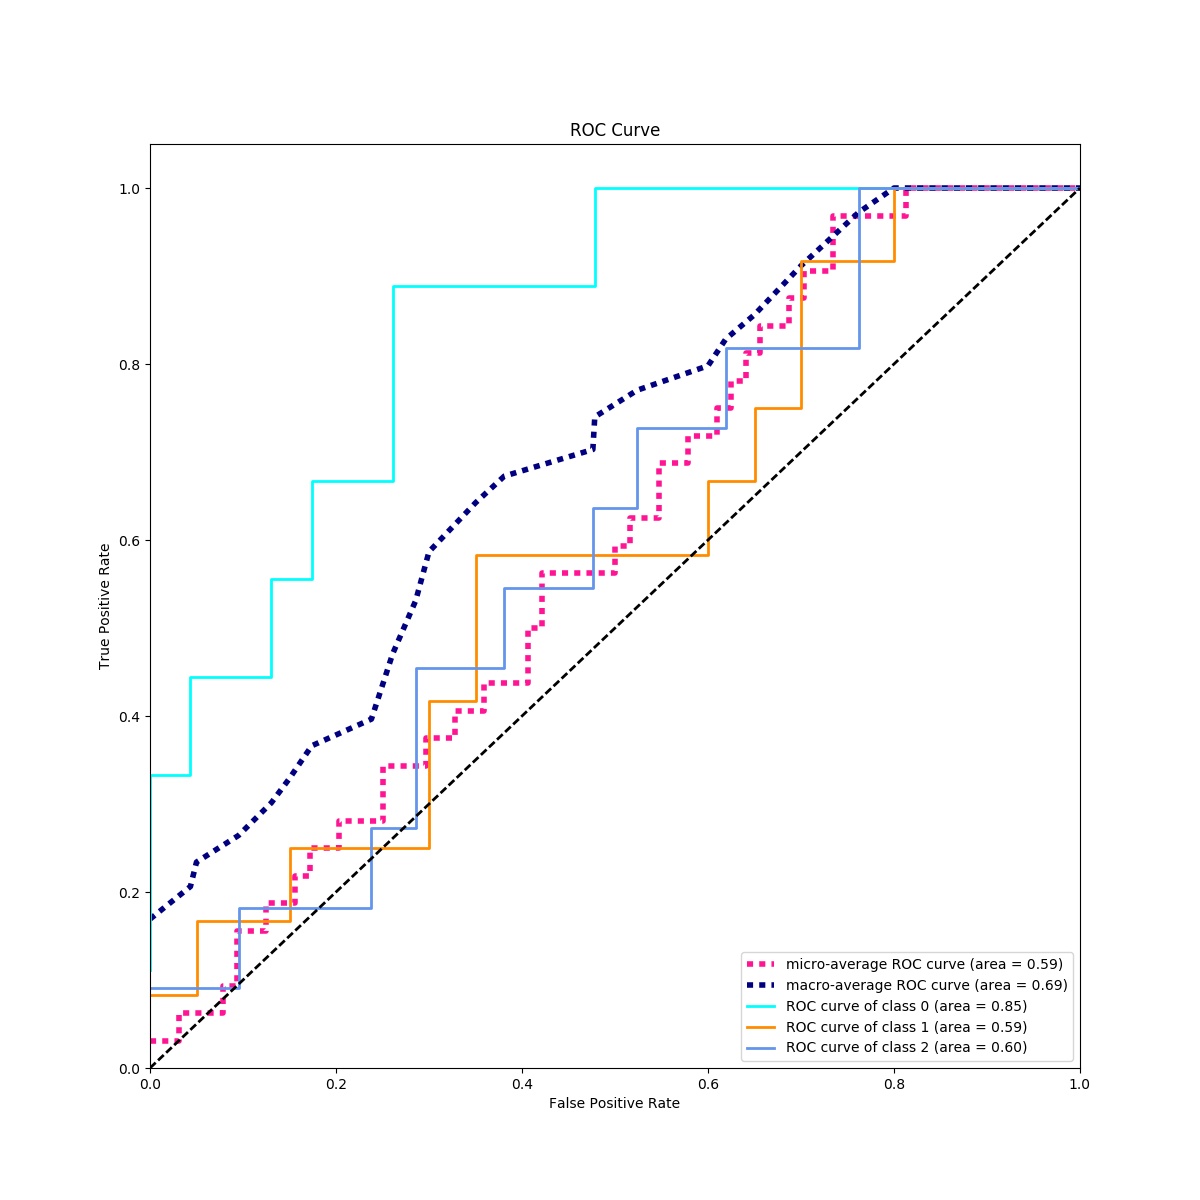 ROC Curve
1.0
0.8
0.6
0.4
0.2
0.0
True Positive Rate
0.0 0.2 0.4 0.6 0.8 1.0
False Positive Rate
micro-average ROC curve (area = 0.59)
macro-average ROC curve (area = 0.69)
ROC curve of class 0 (area = 0.85)
ROC curve of class 1 (area = 0.59)
ROC curve of class 2 (area = 0.60)